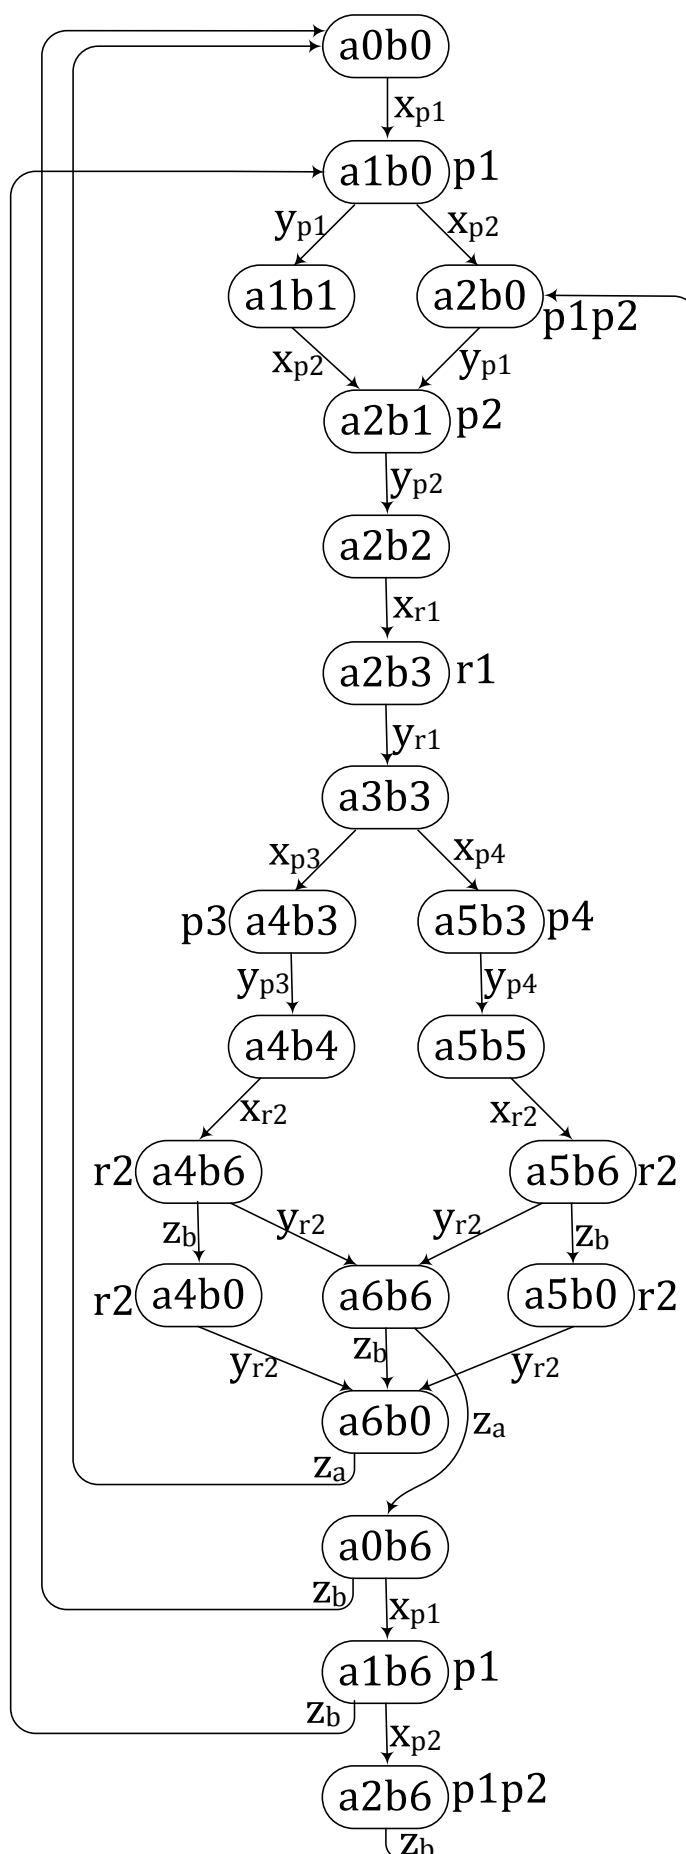 a0b0
xp1
a1b0 p1
yp1 xp2
a1b1 a2b0
p1p2
xp2 yp1
a2b1 p2
yp2
a2b2
xr1
a2b3 r1
yr1
a3b3
xp3 xp4
p3 a4b3 a5b3 p4
yp3 yp4
a4b4 a5b5
xr2 xr2
r2 a4b6 a5b6 r2
zb yr2 yr2 zb
r2 a4b0 a6b6 a5b0 r2
yr2 zb yr2
a6b0 za
za
a0b6
zb xp1
a1b6 p1
zb xp2
a2b6 p1p2
zb